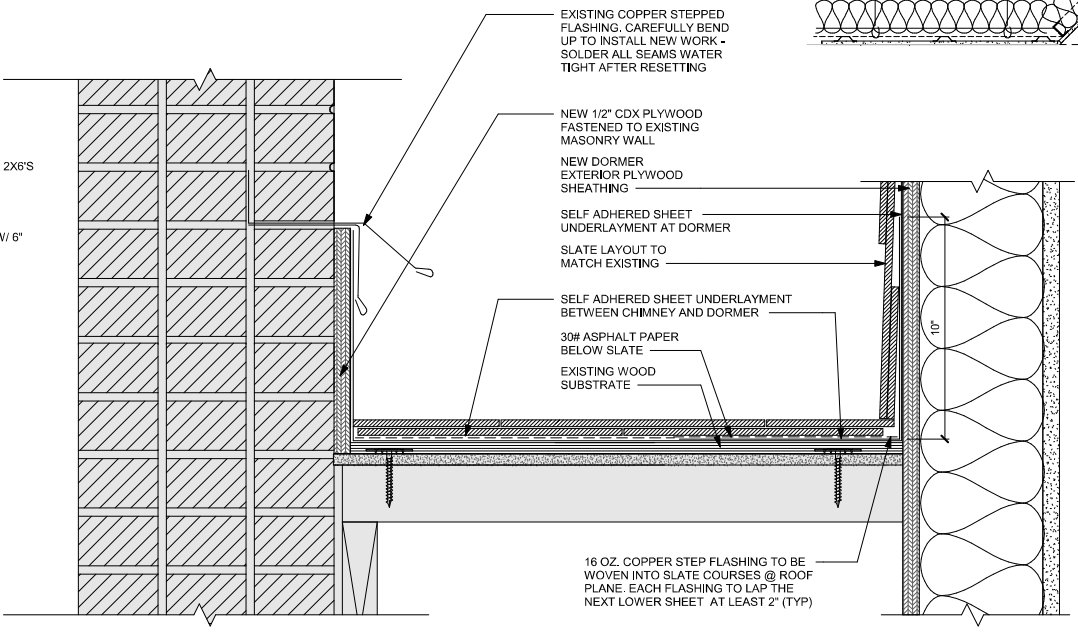 EXISTING COPPER STEPPED
FLASHING. CAREFULLY BEND
UP TO INSTALL NEW WORK -
SOLDER ALL SEAMS WATER
TIGHT AFTER RESETTING
NEW 1/2" CDX PLYWOOD
FASTENED TO EXISTING
MASONRY WALL
2X6'S
NEW DORMER
EXTERIOR PLYWOOD
SHEATHING
SELF ADHERED SHEET
UNDERLAYMENT AT DORMER
W/ 6"
SLATE LAYOUT TO
MATCH EXISTING
SELF ADHERED SHEET UNDERLAYMENT
BETWEEN CHIMNEY AND DORMER
10"
30# ASPHALT PAPER
BELOW SLATE
EXISTING WOOD
SUBSTRATE
16 OZ. COPPER STEP FLASHING TO BE
WOVEN INTO SLATE COURSES @ ROOF
PLANE. EACH FLASHING TO LAP THE
NEXT LOWER SHEET AT LEAST 2" (TYP)